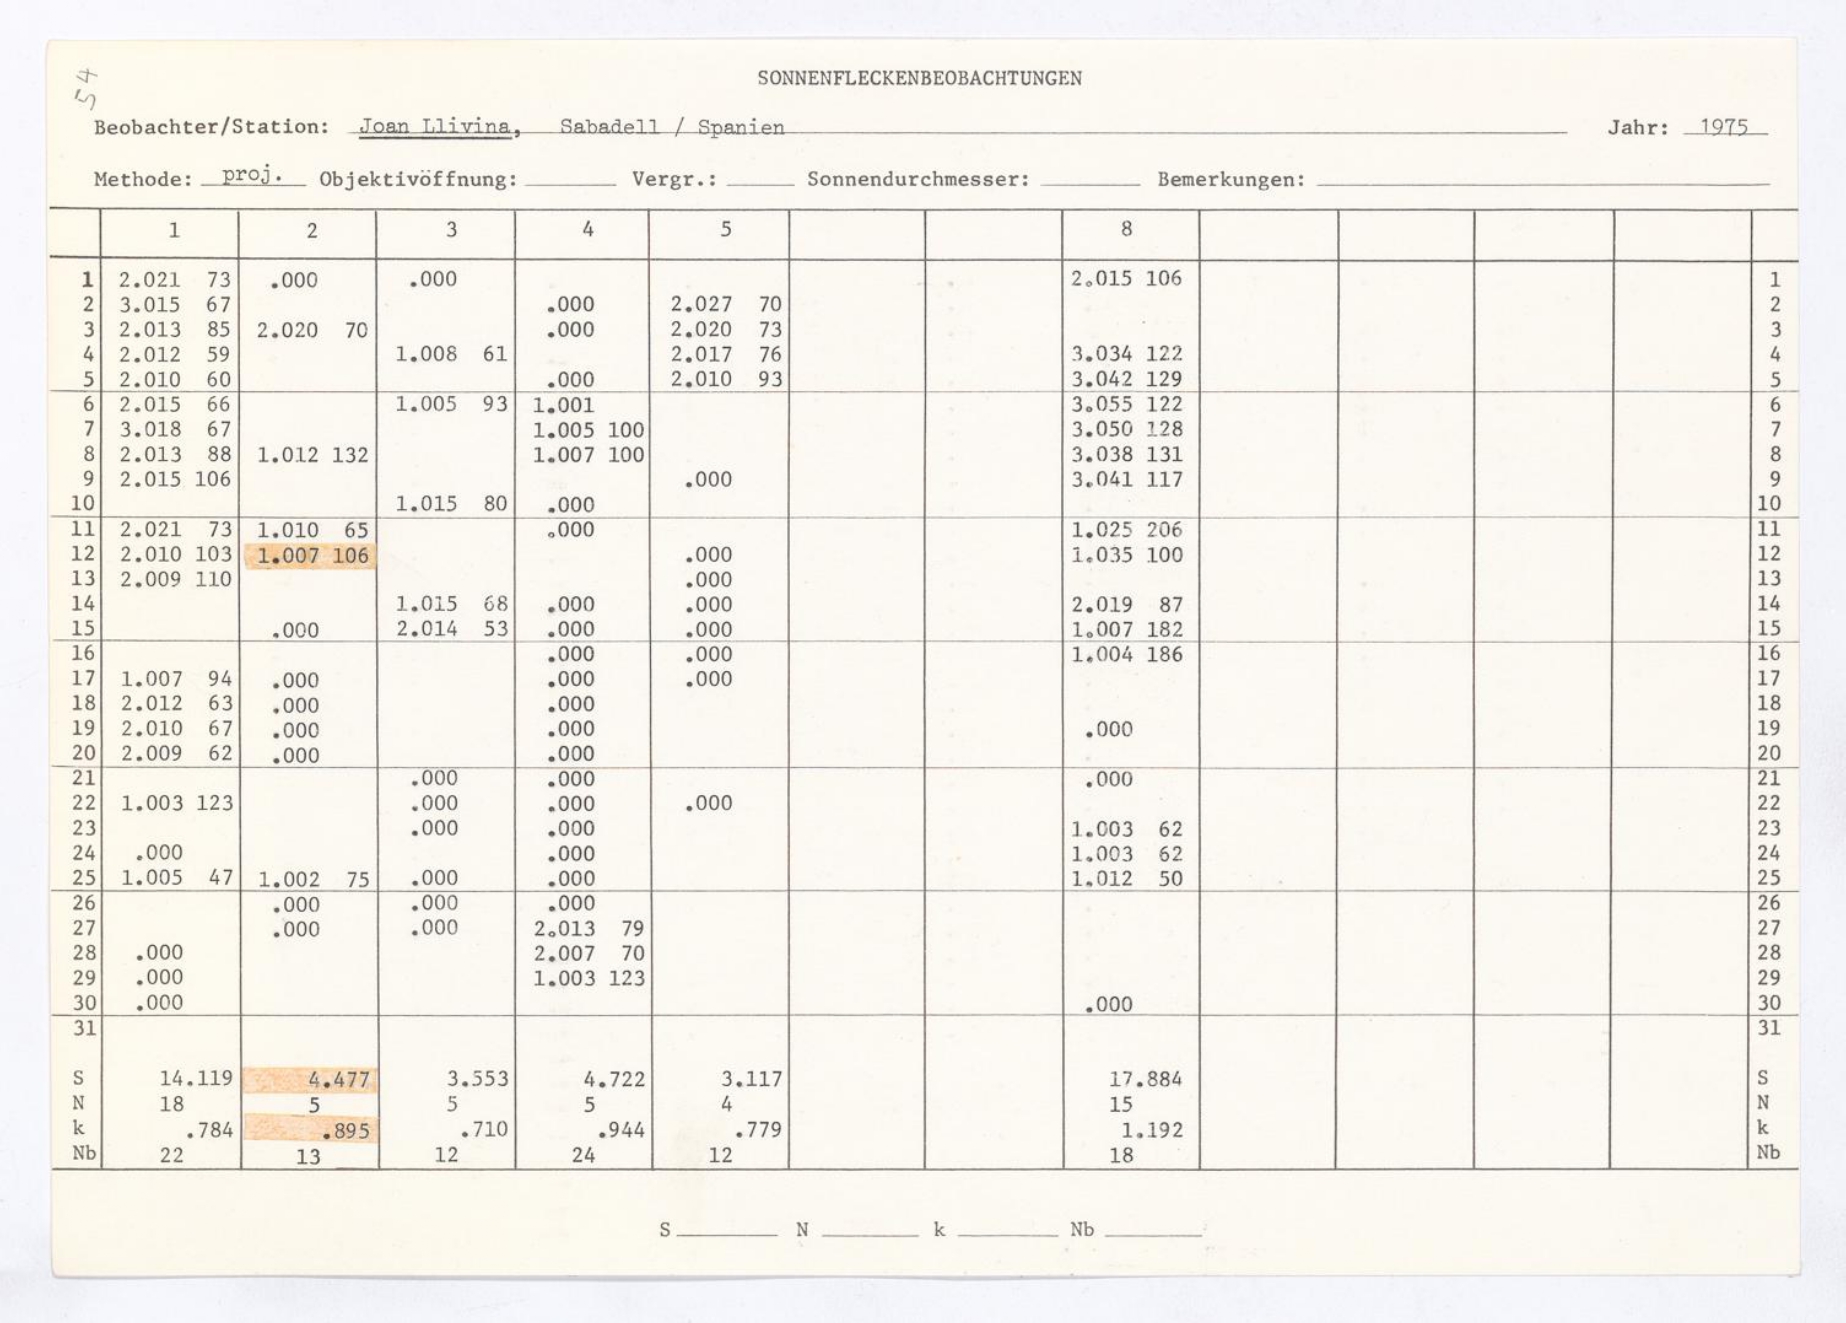 54
SONNENFLECKENBEOBACHTUNGEN
Beobachter/Station: Joan Llivina, Sabadell / Spanien Jahr: 1975
Methode: proj. Objektivöffnung: Vergr.: Sonnendurchmesser: Bemerkungen:
1 2 3 4 5 8
1 2.021 73 .000 .000 2.015 106 1
2 3.015 67 .000 2.027 70 2
3 2.013 85 2.020 70 .000 2.020 73 3
4 2.012 59 1.008 61 2.017 76 3.034 122 4
5 2.010 60 .000 2.010 93 3.042 129 5
6 2.015 66 1.005 93 1.001 3.055 122 6
7 3.018 67 1.005 100 3.050 128 7
8 2.013 88 1.012 132 1.007 100 3.038 131 8
9 2.015 106 .000 3.041 117 9
10 1.015 80 .000 10
11 2.021 73 1.010 65 .000 1.025 206 11
12 2.010 103 1.007 106 .000 1.035 100 12
13 2.009 110 .000 13
14 1.015 68 .000 .000 2.019 87 14
15 .000 2.014 53 .000 .000 1.007 182 15
16 .000 .000 1.004 186 16
17 1.007 94 .000 .000 .000 17
18 2.012 63 .000 .000 18
19 2.010 67 .000 .000 .000 19
20 2.009 62 .000 .000 20
21 .000 .000 .000 21
22 1.003 123 .000 .000 .000 22
23 .000 .000 1.003 62 23
24 .000 .000 1.003 62 24
25 1.005 47 1.002 75 .000 .000 1.012 50 25
26 .000 .000 .000 26
27 .000 .000 2.013 79 27
28 .000 2.007 70 28
29 .000 1.003 123 29
30 .000 .000 30
31 31
S 14.119 4.477 3.553 4.722 3.117 17.884 S
N 18 5 5 5 4 15 N
k .784 .895 .710 .944 .779 1.192 k
Nb 22 13 12 24 12 18 Nb
S N k Nb